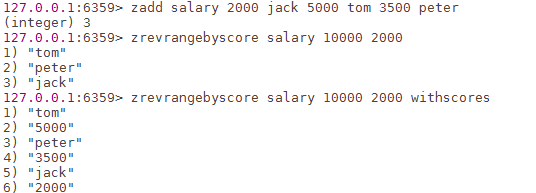 127.0.0.1:6359> zadd salary 2000 jack 5000 tom 3500 peter
(integer) 3
127.0.0.1:6359> zrevrangebyscore salary 10000 2000
1) "tom"
2) "peter"
3) "jack"
127.0.0.1:6359> zrevrangebyscore salary 10000 2000 withscores
1) "tom"
2) "5000"
3) "peter"
4) "3500"
5) "jack"
6) "2000"